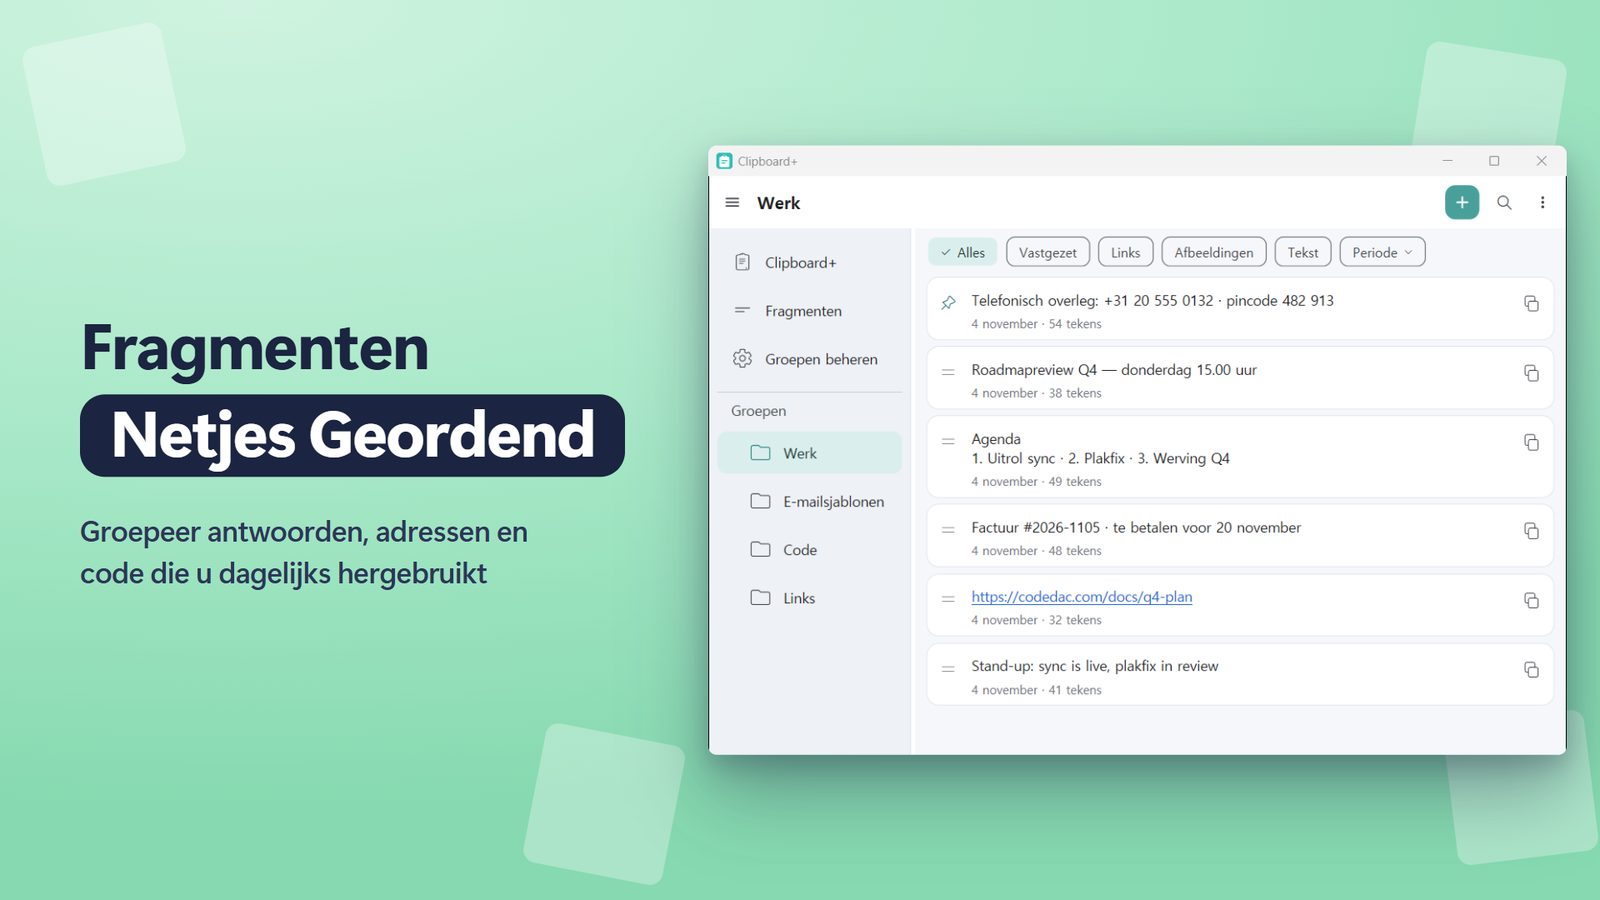 Fragmenten
Netjes Geordend
Groepeer antwoorden, adressen en
code die u dagelijks hergebruikt
Clipboard+
Werk
Clipboard+
Fragmenten
Groepen beheren
Groepen
Werk
E-mailsjablonen
Code
Links
Alles
Vastgezet
Links
Afbeeldingen
Tekst
Periode
Telefonisch overleg: +31 20 555 0132 · pincode 482 913
4 november · 54 tekens
Roadmapreview Q4 — donderdag 15.00 uur
4 november · 38 tekens
Agenda
1. Uitrol sync · 2. Plakfix · 3. Werving Q4
4 november · 49 tekens
Factuur #2026-1105 · te betalen voor 20 november
4 november · 48 tekens
https://codedac.com/docs/q4-plan
4 november · 32 tekens
Stand-up: sync is live, plakfix in review
4 november · 41 tekens